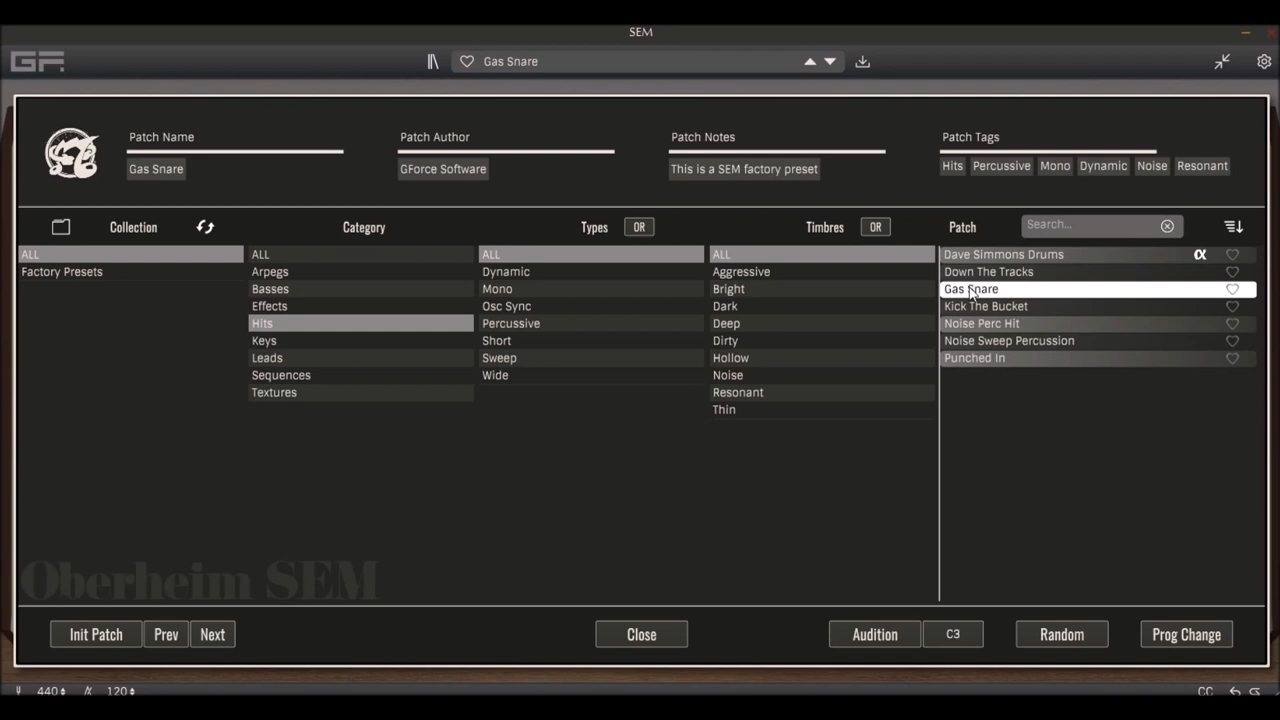 SEM
GF.
Gas Snare
Patch Name
Patch Author
Patch Notes
Patch Tags
Gas Snare
GForce Software
This is a SEM factory preset
Hits Percussive Mono Dynamic Noise Resonant
Collection
Category
Types OR
Timbres OR
Patch Search...
ALL
Factory Presets
ALL
Arpegs
Basses
Effects
Hits
Keys
Leads
Sequences
Textures
ALL
Dynamic
Mono
Osc Sync
Percussive
Short
Sweep
Wide
ALL
Aggressive
Bright
Dark
Deep
Dirty
Hollow
Noise
Resonant
Thin
Dave Simmons Drums α
Down The Tracks
Gas Snare
Kick The Bucket
Noise Perc Hit
Noise Sweep Percussion
Punched In
Oberheim SEM
Init Patch Prev Next Close Audition C3 Random Prog Change
440 120 CC